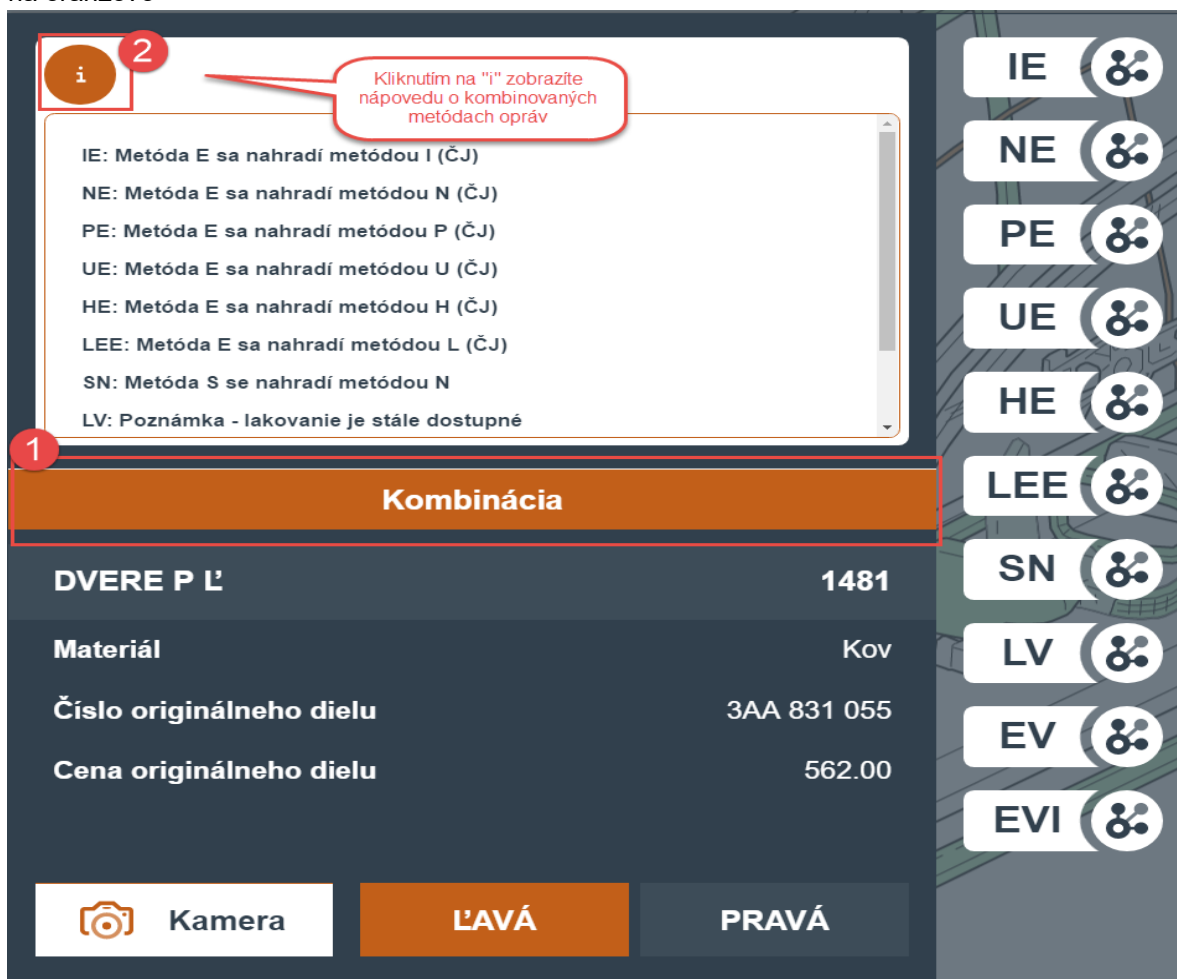 2
i
Kliknutím na "i" zobrazíte
nápovedu o kombinovaných
metódach opráv
IE: Metóda E sa nahradí metódou I (ČJ)
NE: Metóda E sa nahradí metódou N (ČJ)
PE: Metóda E sa nahradí metódou P (ČJ)
UE: Metóda E sa nahradí metódou U (ČJ)
HE: Metóda E sa nahradí metódou H (ČJ)
LEE: Metóda E sa nahradí metódou L (ČJ)
SN: Metóda S se nahradí metódou N
LV: Poznámka - lakovanie je stále dostupné
1
Kombinácia
DVERE P Ľ 1481
Materiál Kov
Číslo originálneho dielu 3AA 831 055
Cena originálneho dielu 562.00
Kamera ĽAVÁ PRAVÁ
IE
NE
PE
UE
HE
LEE
SN
LV
EV
EVI